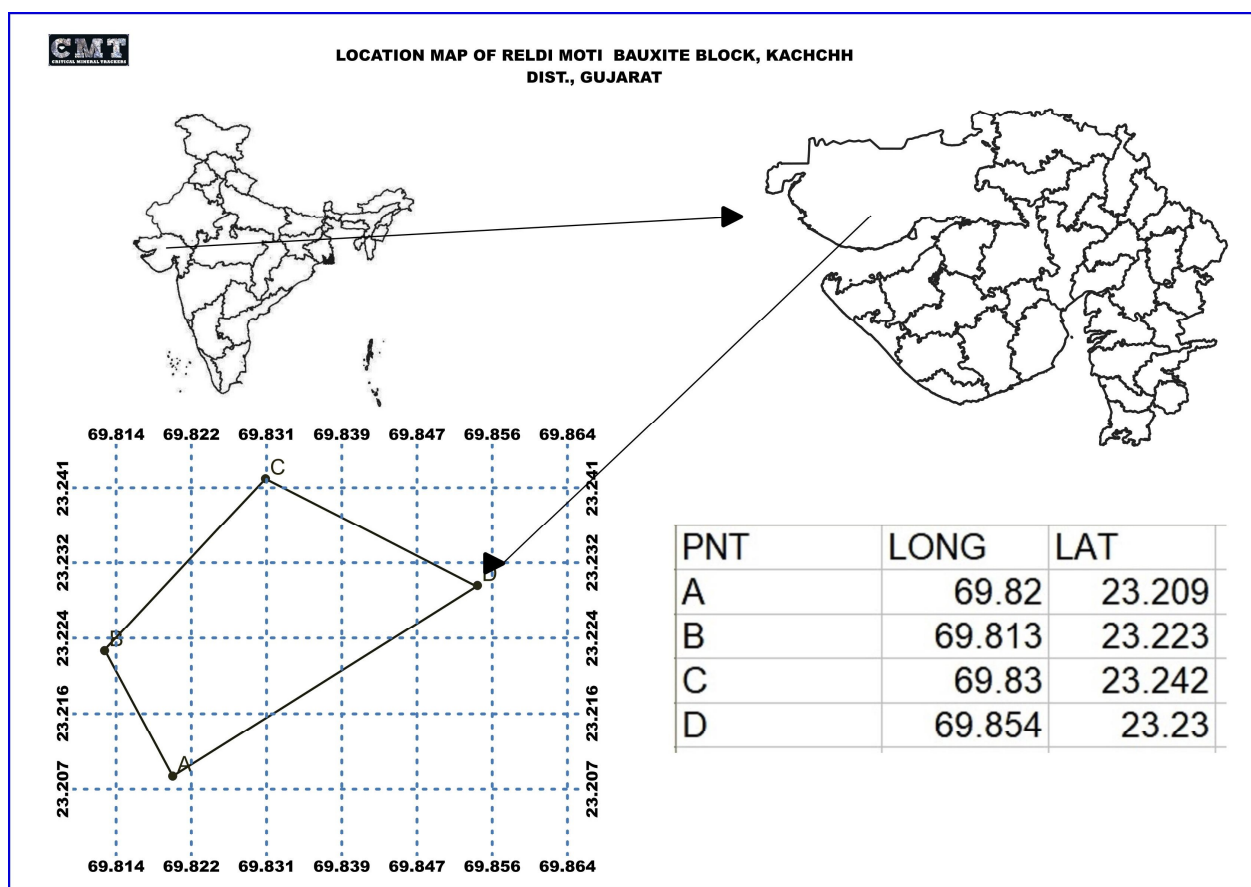 CMT
CRITICAL MINERAL TRACKERS
LOCATION MAP OF RELDI MOTI BAUXITE BLOCK, KACHCHH
DIST., GUJARAT
69.814 69.822 69.831 69.839 69.847 69.856 69.864
23.241 23.241
23.232 23.232
23.224 23.224
23.216 23.216
23.207 23.207
C
D
B
A
69.814 69.822 69.831 69.839 69.847 69.856 69.864
PNT LONG LAT
A 69.82 23.209
B 69.813 23.223
C 69.83 23.242
D 69.854 23.23